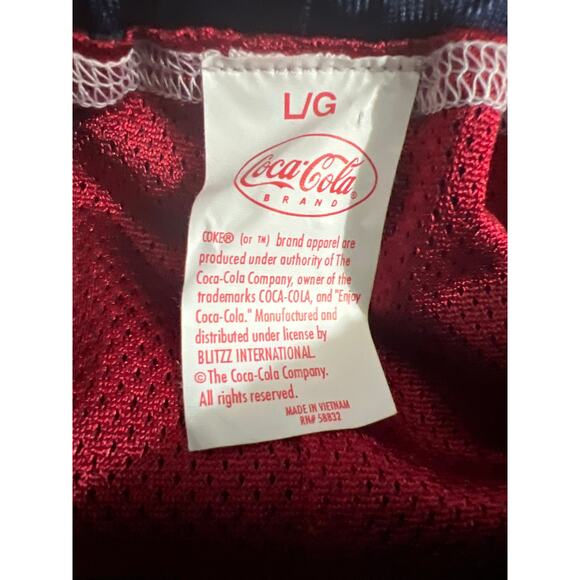 L/G
Coca-Cola®
BRAND
COKE® (or TM) brand apparel are
produced under authority of The
Coca-Cola Company, owner of the
trademarks COCA-COLA, and "Enjoy
Coca-Cola." Manufactured and
distributed under license by
BLITZZ INTERNATIONAL.
©The Coca-Cola Company.
All rights reserved.
MADE IN VIETNAM
RN# 58832